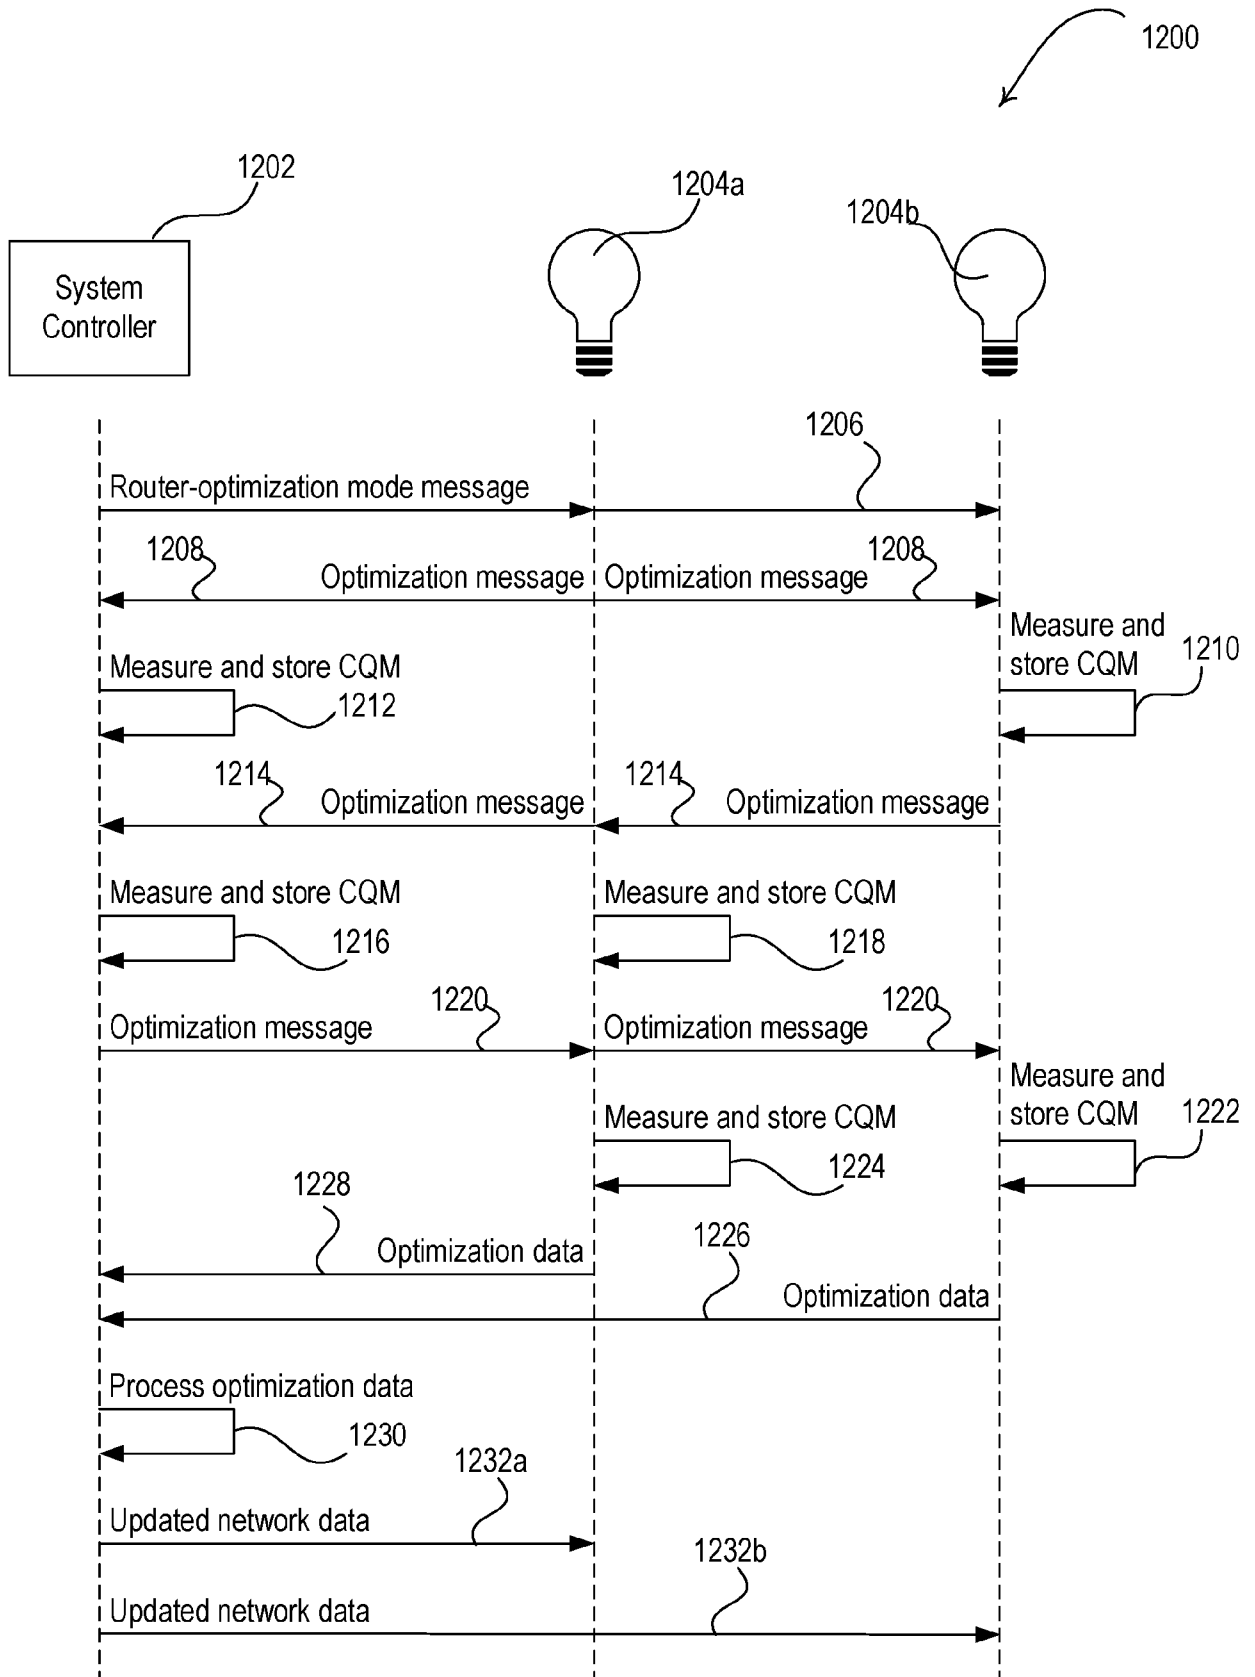 1200
1202
1204a
1204b
System
Controller
1206
Router-optimization mode message
1208
1208
Optimization message
Optimization message
Measure and
store CQM
1210
Measure and store CQM
1212
1214
1214
Optimization message
Optimization message
Measure and store CQM
Measure and store CQM
1216
1218
1220
1220
Optimization message
Optimization message
Measure and
store CQM
1222
Measure and store CQM
1224
1228
1226
Optimization data
Optimization data
Process optimization data
1230
1232a
Updated network data
1232b
Updated network data